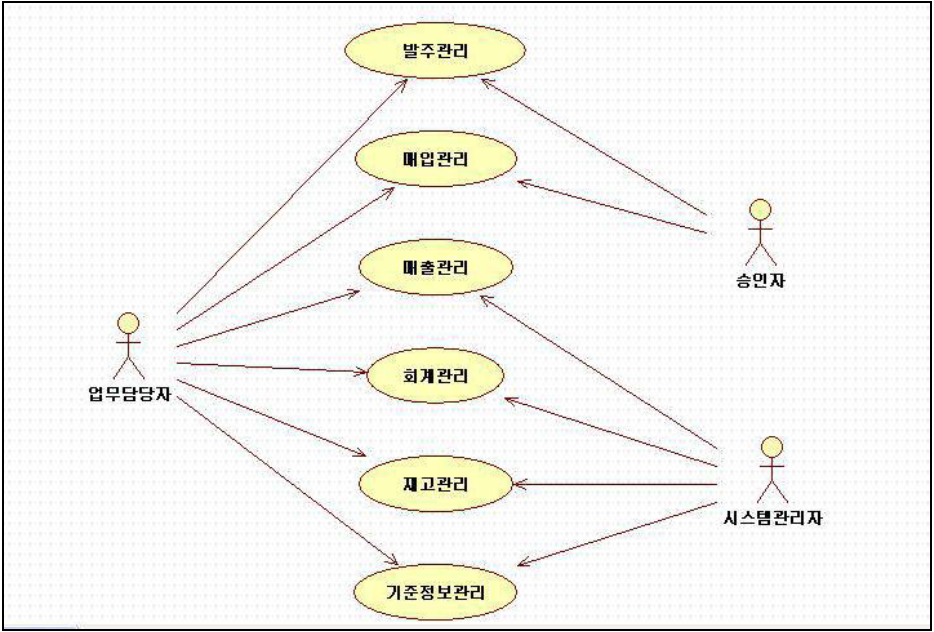 발주관리
매입관리
매출관리
승인자
회계관리
업무담당자
재고관리
시스템관리자
기준정보관리